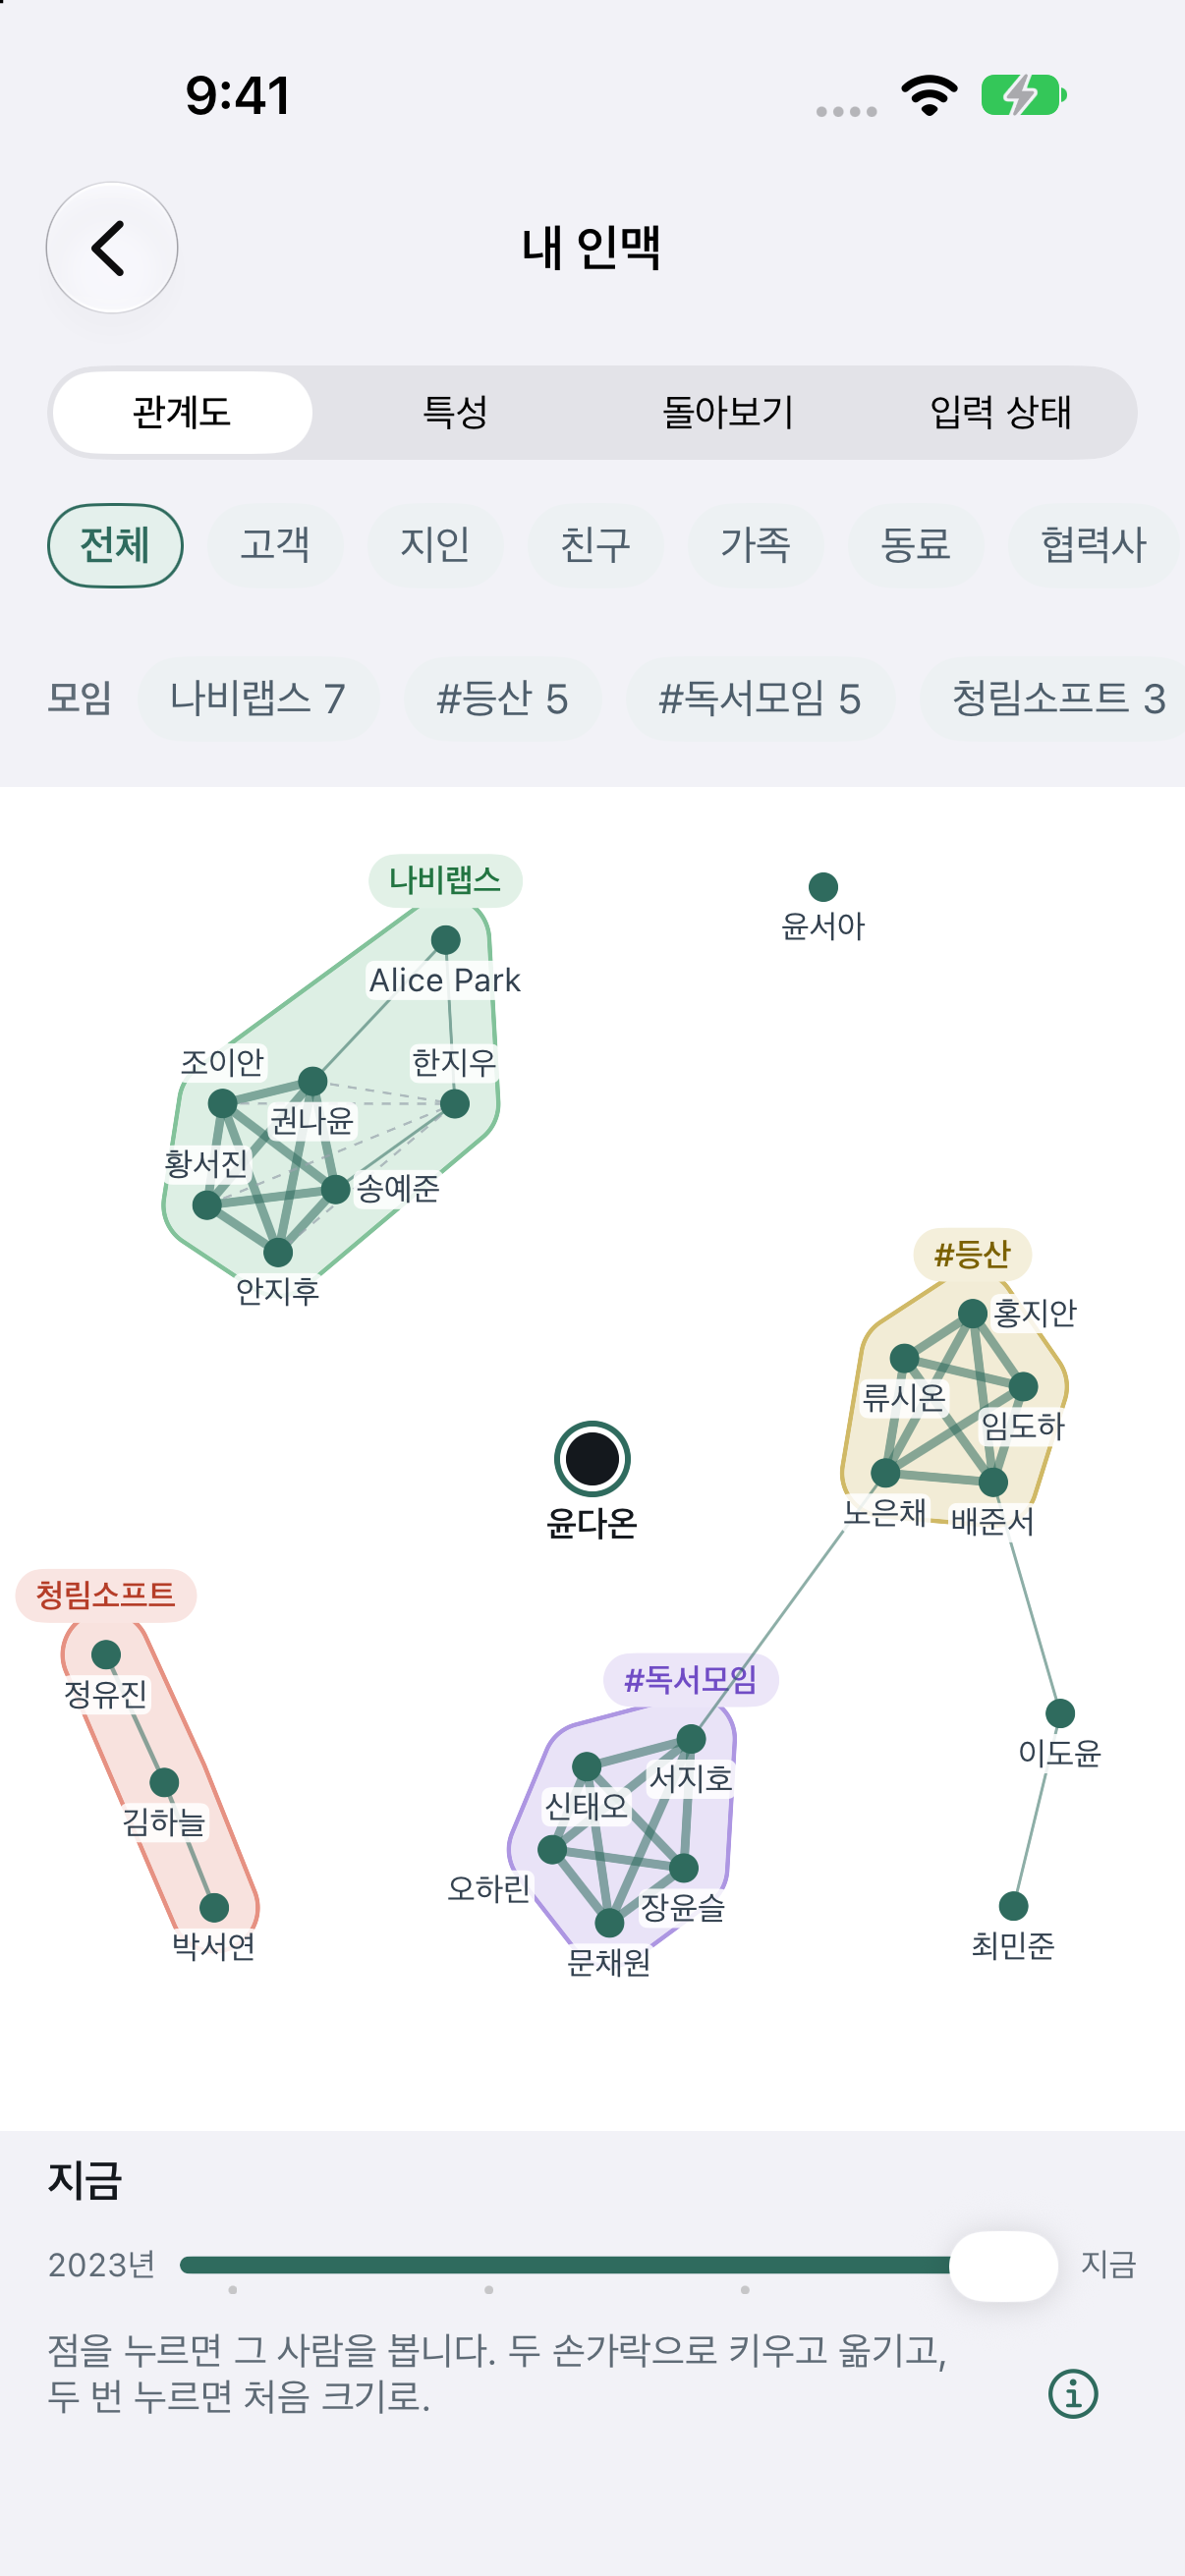 9:41
내 인맥
관계도 특성 돌아보기 입력 상태
전체 고객 지인 친구 가족 동료 협력사
모임 나비랩스 7 #등산 5 #독서모임 5 청림소프트 3
나비랩스
윤서아
Alice Park
조이안
한지우
권나윤
황서진
송예준
안지후
#등산
홍지안
류시온
임도하
노은채
배준서
윤다온
청림소프트
정유진
김하늘
박서연
#독서모임
서지호
신태오
오하린
장윤슬
문채원
이도윤
최민준
지금
2023년 지금
점을 누르면 그 사람을 봅니다. 두 손가락으로 키우고 옮기고,
두 번 누르면 처음 크기로.